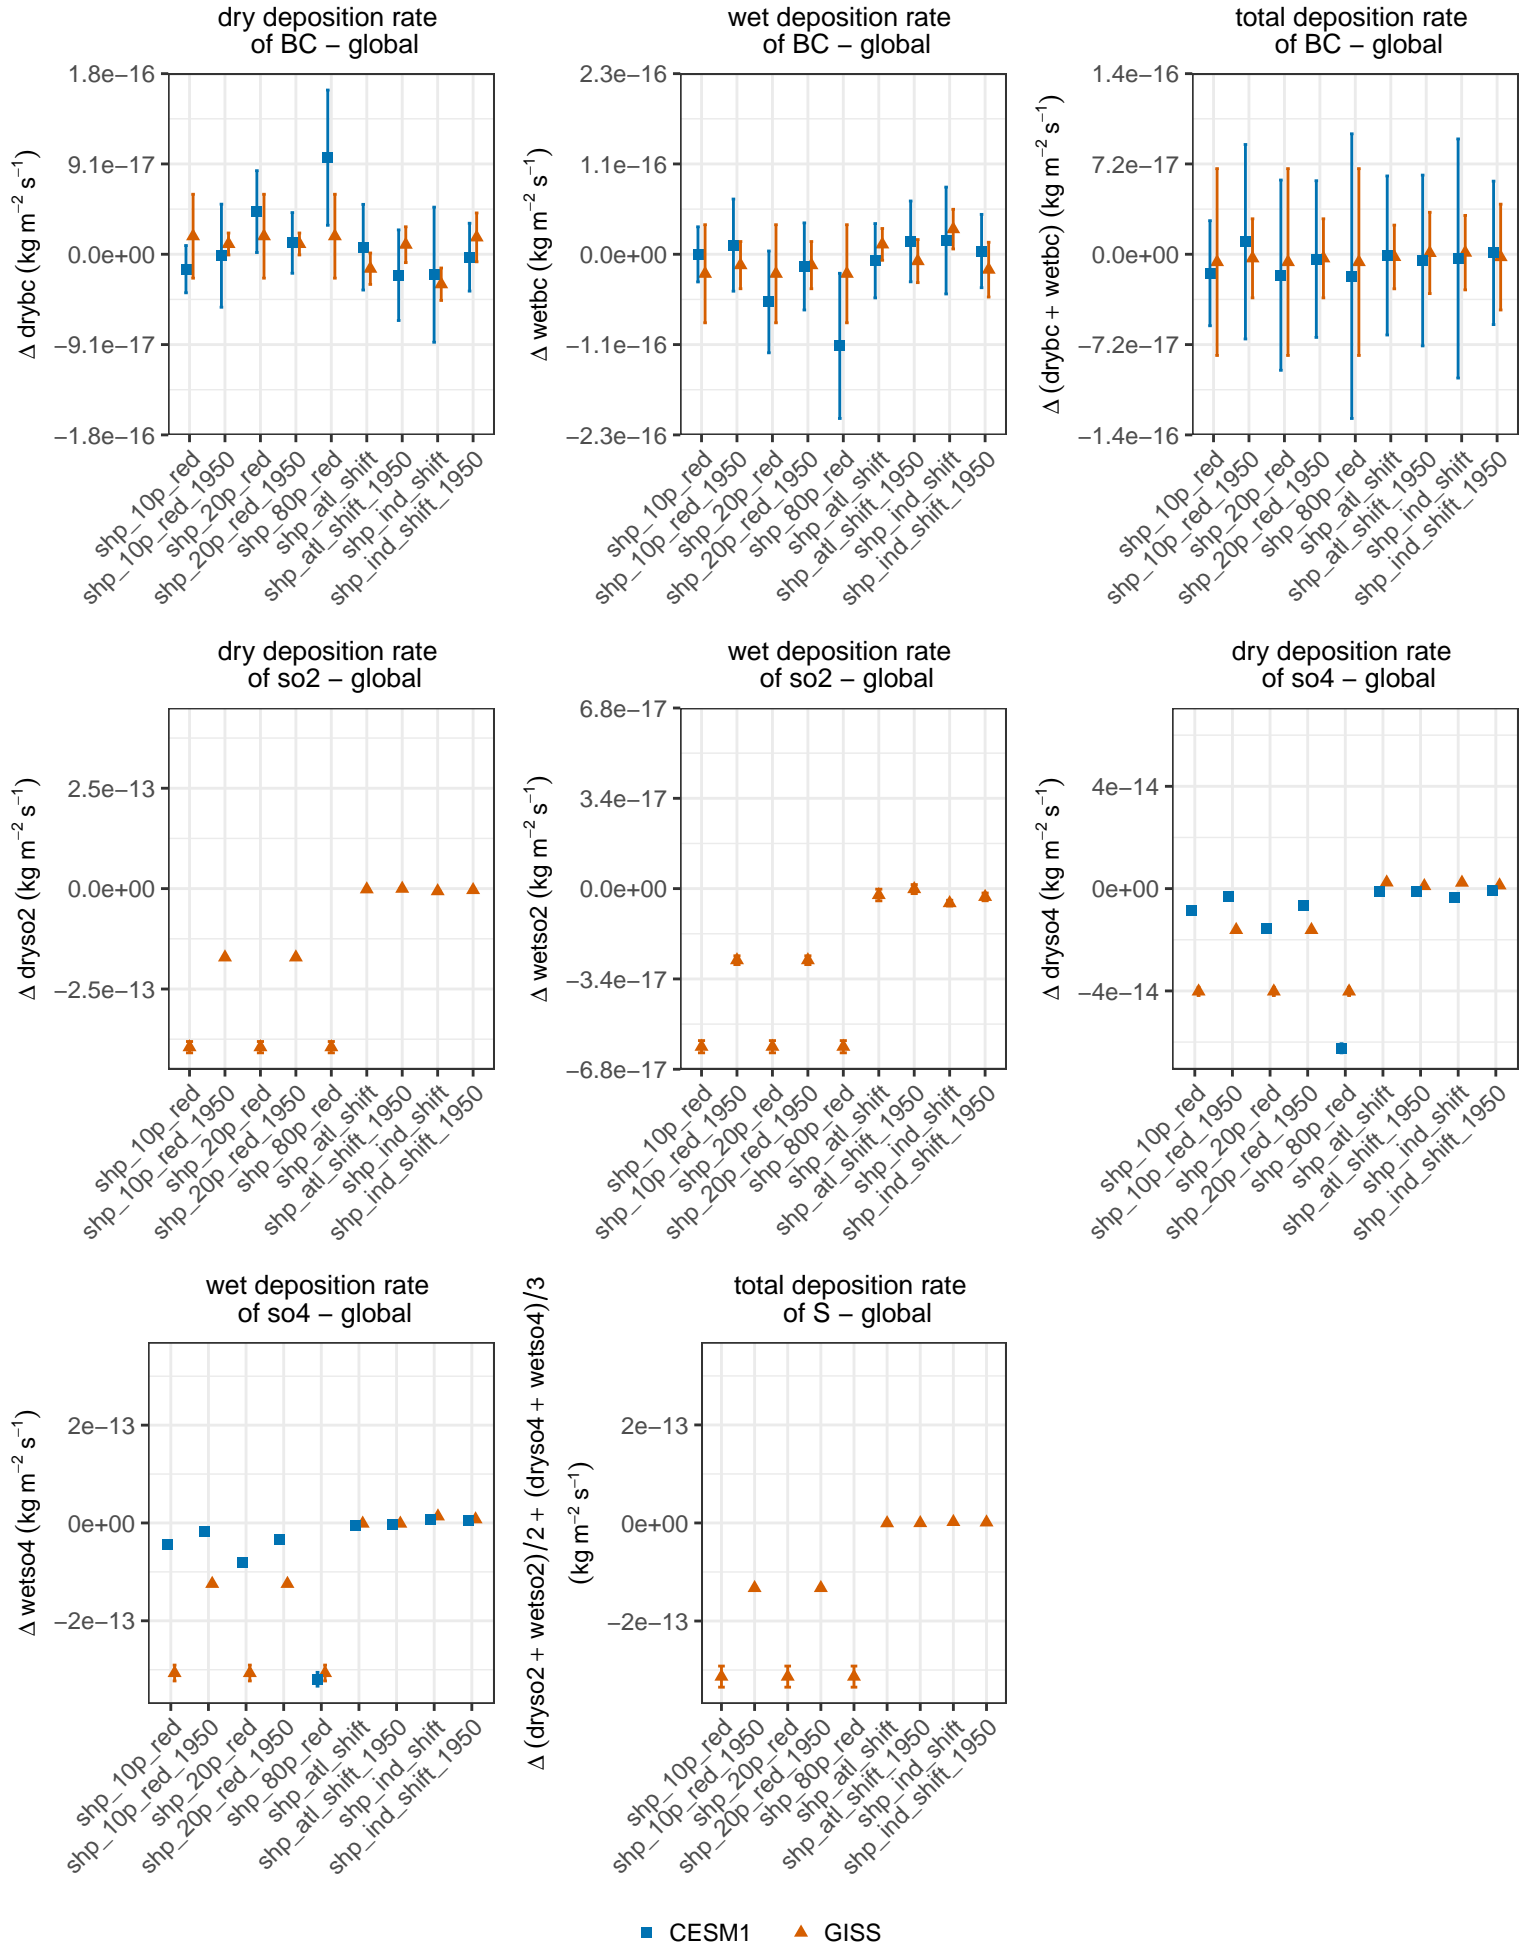 dry deposition rate
of BC − global
Δ drybc (kg m−2 s−1)
1.8e−16
9.1e−17
0.0e+00
−9.1e−17
−1.8e−16
shp_10p_red
shp_10p_red_1950
shp_20p_red
shp_20p_red_1950
shp_80p_red
shp_atl_shift
shp_atl_shift_1950
shp_ind_shift
shp_ind_shift_1950
wet deposition rate
of BC − global
Δ wetbc (kg m−2 s−1)
2.3e−16
1.1e−16
0.0e+00
−1.1e−16
−2.3e−16
shp_10p_red
shp_10p_red_1950
shp_20p_red
shp_20p_red_1950
shp_80p_red
shp_atl_shift
shp_atl_shift_1950
shp_ind_shift
shp_ind_shift_1950
total deposition rate
of BC − global
Δ (drybc + wetbc) (kg m−2 s−1)
1.4e−16
7.2e−17
0.0e+00
−7.2e−17
−1.4e−16
shp_10p_red
shp_10p_red_1950
shp_20p_red
shp_20p_red_1950
shp_80p_red
shp_atl_shift
shp_atl_shift_1950
shp_ind_shift
shp_ind_shift_1950
dry deposition rate
of so2 − global
Δ dryso2 (kg m−2 s−1)
2.5e−13
0.0e+00
−2.5e−13
shp_10p_red
shp_10p_red_1950
shp_20p_red
shp_20p_red_1950
shp_80p_red
shp_atl_shift
shp_atl_shift_1950
shp_ind_shift
shp_ind_shift_1950
wet deposition rate
of so2 − global
Δ wetso2 (kg m−2 s−1)
6.8e−17
3.4e−17
0.0e+00
−3.4e−17
−6.8e−17
shp_10p_red
shp_10p_red_1950
shp_20p_red
shp_20p_red_1950
shp_80p_red
shp_atl_shift
shp_atl_shift_1950
shp_ind_shift
shp_ind_shift_1950
dry deposition rate
of so4 − global
Δ dryso4 (kg m−2 s−1)
4e−14
0e+00
−4e−14
shp_10p_red
shp_10p_red_1950
shp_20p_red
shp_20p_red_1950
shp_80p_red
shp_atl_shift
shp_atl_shift_1950
shp_ind_shift
shp_ind_shift_1950
wet deposition rate
of so4 − global
Δ wetso4 (kg m−2 s−1)
2e−13
0e+00
−2e−13
shp_10p_red
shp_10p_red_1950
shp_20p_red
shp_20p_red_1950
shp_80p_red
shp_atl_shift
shp_atl_shift_1950
shp_ind_shift
shp_ind_shift_1950
total deposition rate
of S − global
Δ (dryso2 + wetso2)/2 + (dryso4 + wetso4)/3
(kg m−2 s−1)
2e−13
0e+00
−2e−13
shp_10p_red
shp_10p_red_1950
shp_20p_red
shp_20p_red_1950
shp_80p_red
shp_atl_shift
shp_atl_shift_1950
shp_ind_shift
shp_ind_shift_1950
CESM1
GISS